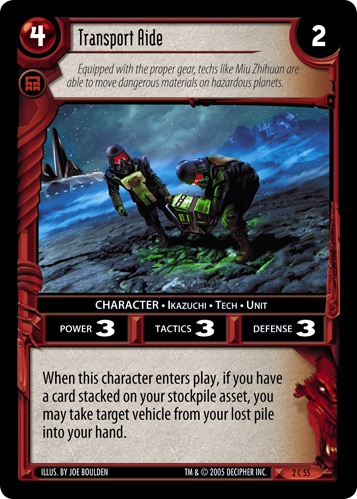 4 Transport Aide 2
Equipped with the proper gear, techs like Miu Zhihuan are
able to move dangerous materials on hazardous planets.
CHARACTER • IKAZUCHI • TECH • UNIT
POWER 3 TACTICS 3 DEFENSE 3
When this character enters play, if you have
a card stacked on your stockpile asset, you
may take target vehicle from your lost pile
into your hand.
ILLUS. BY JOE BOULDEN TM & © 2005 DECIPHER INC. 2 C 55